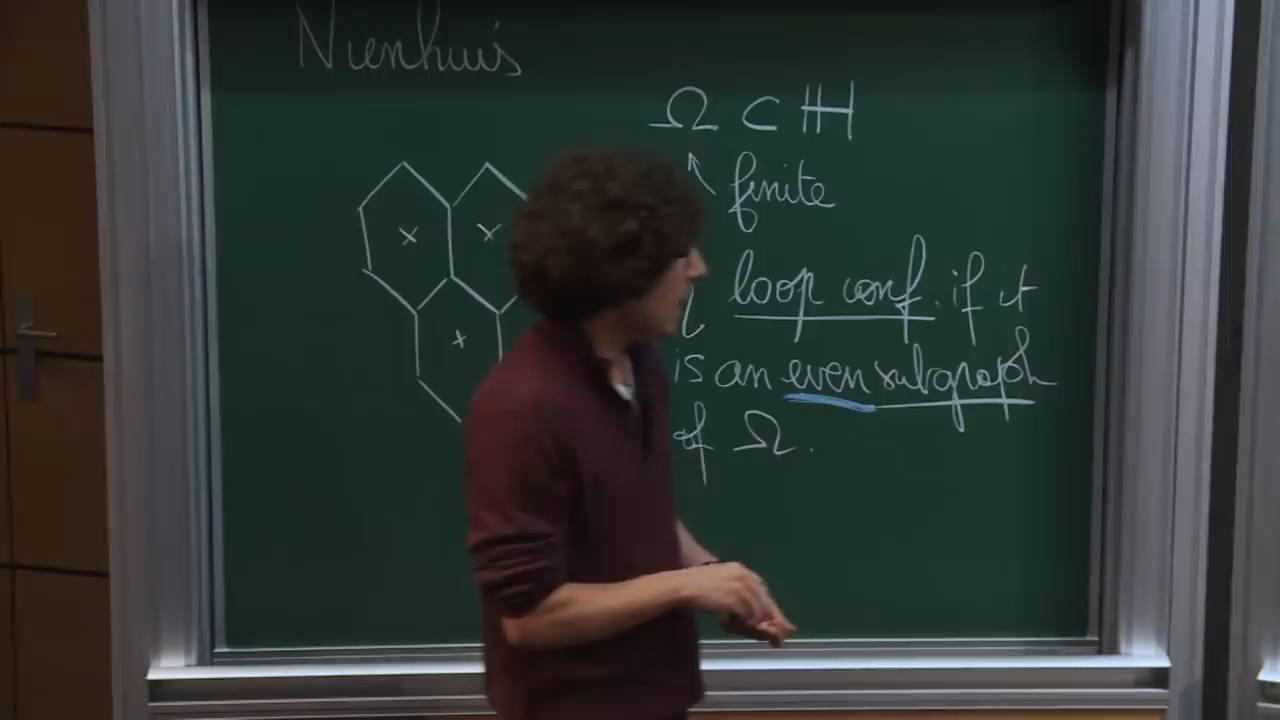 Nienhuis
Ω ⊂ ℍ
finite
loop conf. if it
is an even subgraph
of Ω.